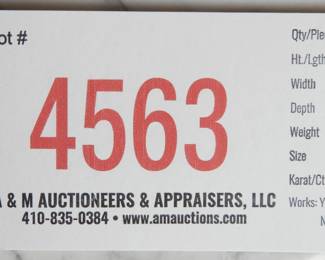 ot #
4563
A & M AUCTIONEERS & APPRAISERS, LLC
410-835-0384 • www.amauctions.com
Qty/Pie
Ht./Lgth
Width
Depth
Weight
Size
Karat/Ct
Works: Y
N